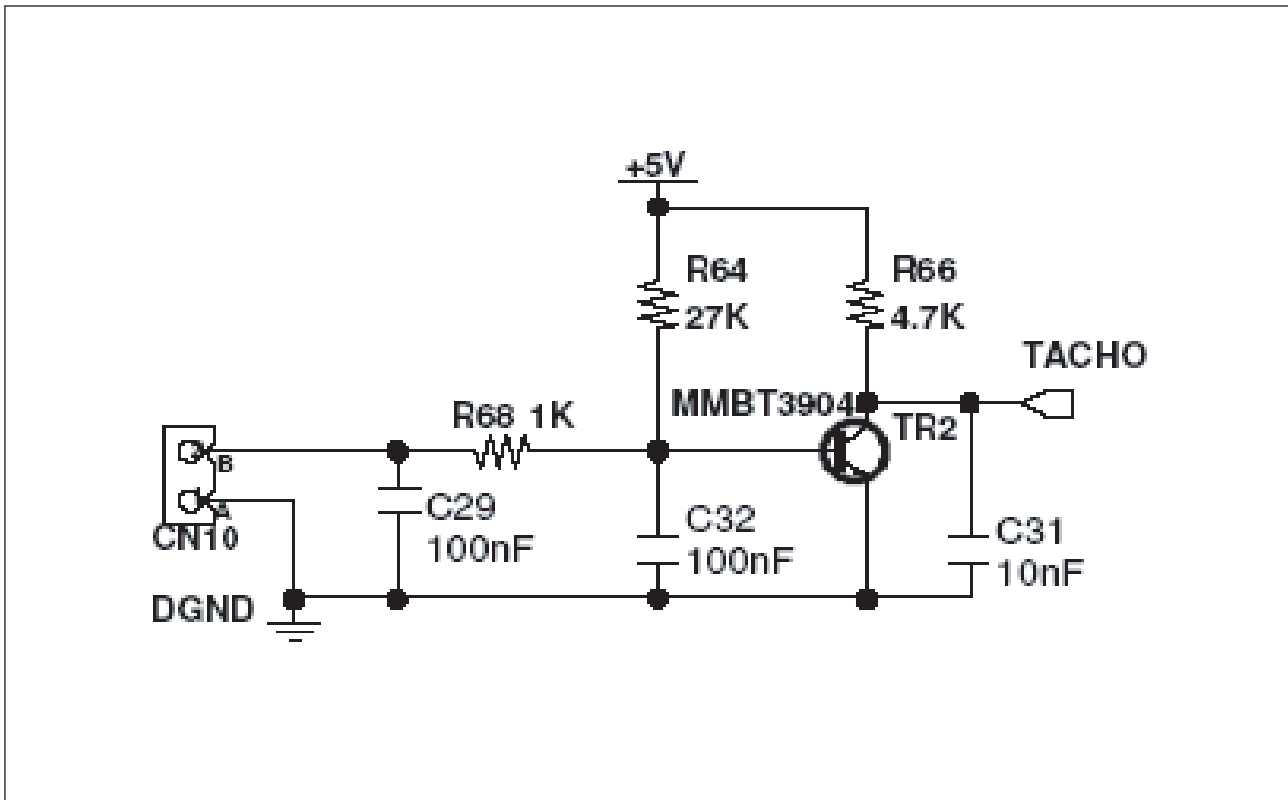 +5V
R64
27K
R66
4.7K
TACHO
MMBT3904
TR2
R68 1K
B
A
CN10
C29
100nF
C32
100nF
C31
10nF
DGND